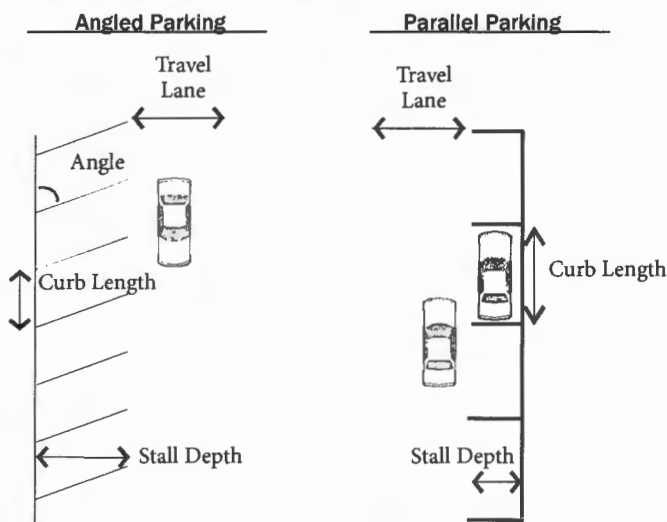 Angled Parking
Travel
Lane
Angle
Curb Length
Stall Depth
Parallel Parking
Travel
Lane
Curb Length
Stall Depth